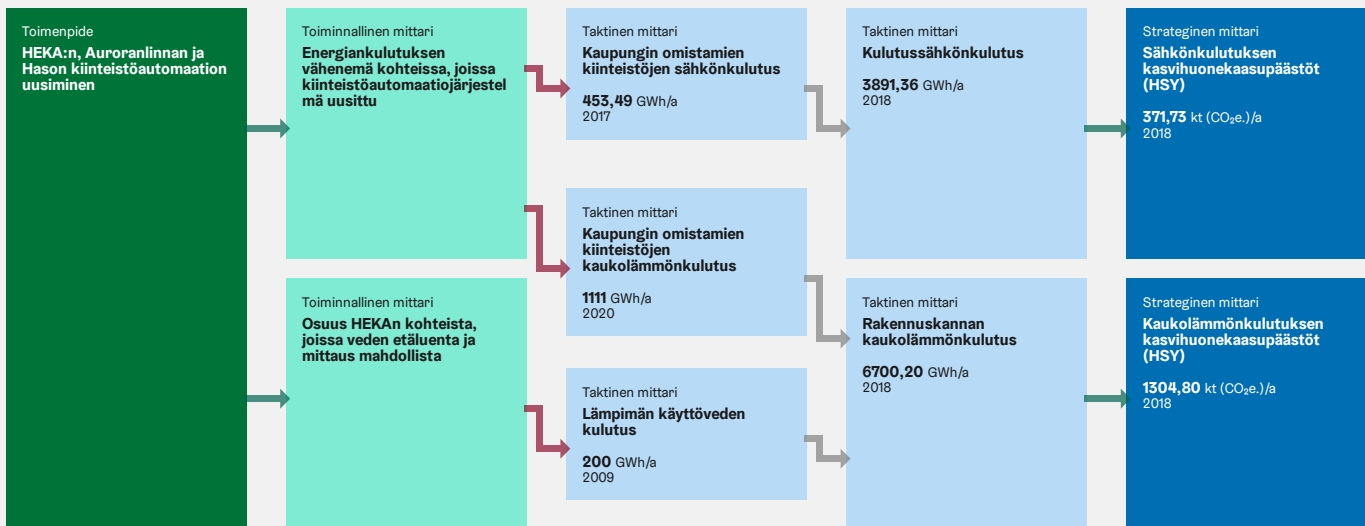 Toimenpide
HEKA:n, Auroranlinnan ja
Hason kiinteistöautomaation
uusiminen
Toiminnallinen mittari
Energiankulutuksen
vähenemä kohteissa, joissa
kiinteistöautomaatiojärjestel
mä uusittu
Toiminnallinen mittari
Osuus HEKAn kohteista,
joissa veden etäluenta ja
mittaus mahdollista
Taktinen mittari
Kaupungin omistamien
kiinteistöjen sähkönkulutus
453,49 GWh/a
2017
Taktinen mittari
Kaupungin omistamien
kiinteistöjen
kaukolämmönkulutus
1111 GWh/a
2020
Taktinen mittari
Lämpimän käyttöveden
kulutus
200 GWh/a
2009
Taktinen mittari
Kulutussähkönkulutus
3891,36 GWh/a
2018
Taktinen mittari
Rakennuskannan
kaukolämmönkulutus
6700,20 GWh/a
2018
Strateginen mittari
Sähkönkulutuksen
kasvihuonekaasupäästöt
(HSY)
371,73 kt (CO₂e.)/a
2018
Strateginen mittari
Kaukolämmönkulutuksen
kasvihuonekaasupäästöt
(HSY)
1304,80 kt (CO₂e.)/a
2018